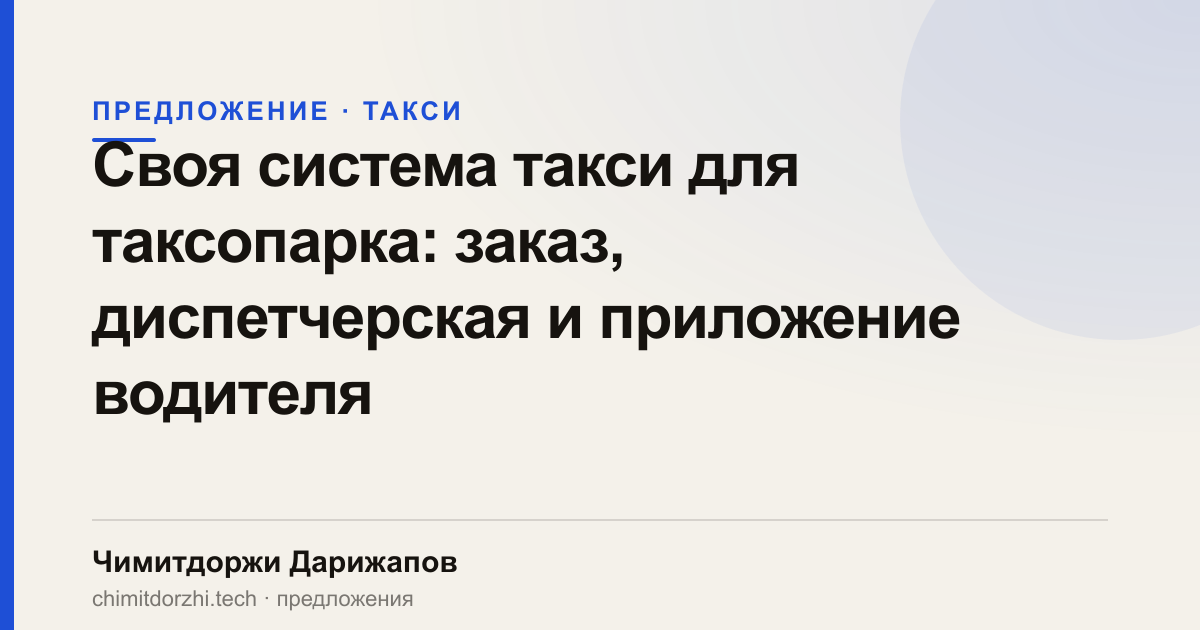 ПРЕДЛОЖЕНИЕ · ТАКСИ
Своя система такси для
таксопарка: заказ,
диспетчерская и приложение
водителя
Чимитдоржи Дарижапов
chimitdorzhi.tech · предложения